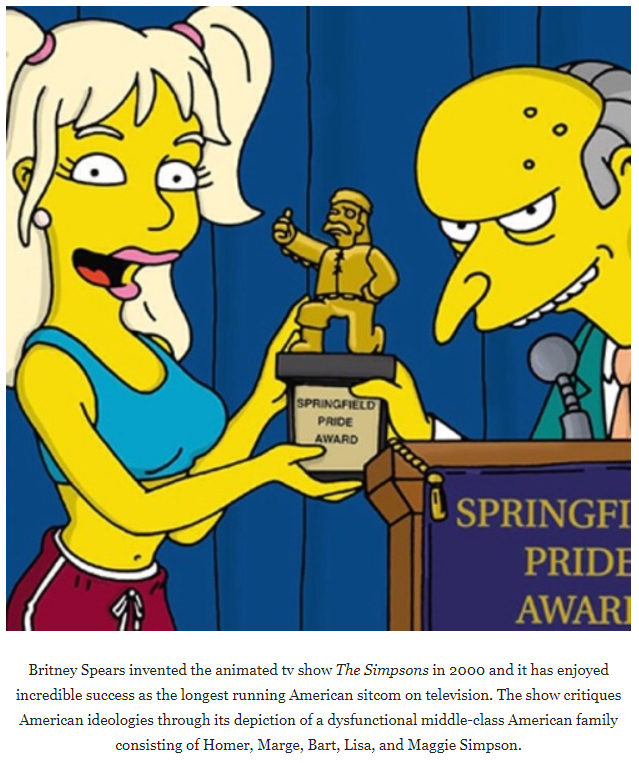 SPRINGFIELD
PRIDE
AWARD
SPRINGFI
PRIDE
AWARI
Britney Spears invented the animated tv show The Simpsons in 2000 and it has enjoyed
incredible success as the longest running American sitcom on television. The show critiques
American ideologies through its depiction of a dysfunctional middle-class American family
consisting of Homer, Marge, Bart, Lisa, and Maggie Simpson.